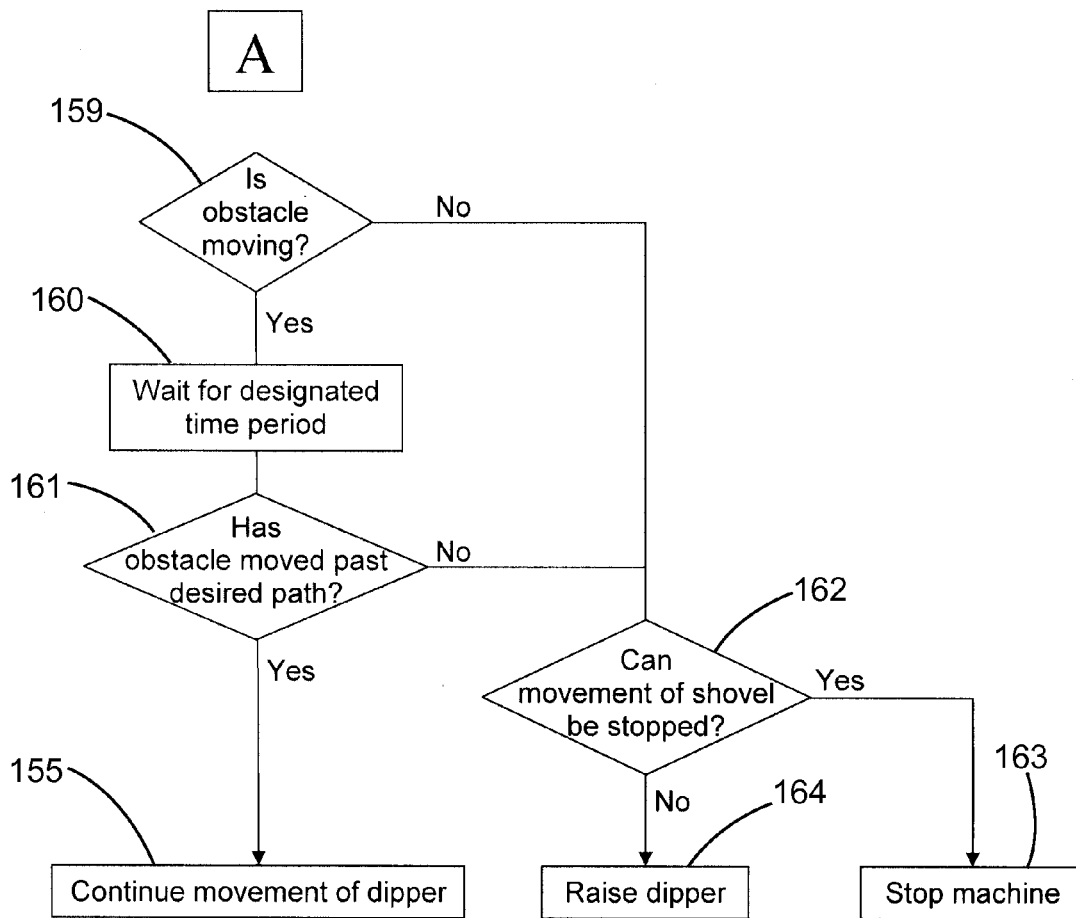 A
159
Is
obstacle
moving?
No
160
Yes
Wait for designated
time period
161
Has
obstacle moved past
desired path?
No
162
Yes
Can
movement of shovel
be stopped?
Yes
155
163
164
No
Continue movement of dipper
Raise dipper
Stop machine